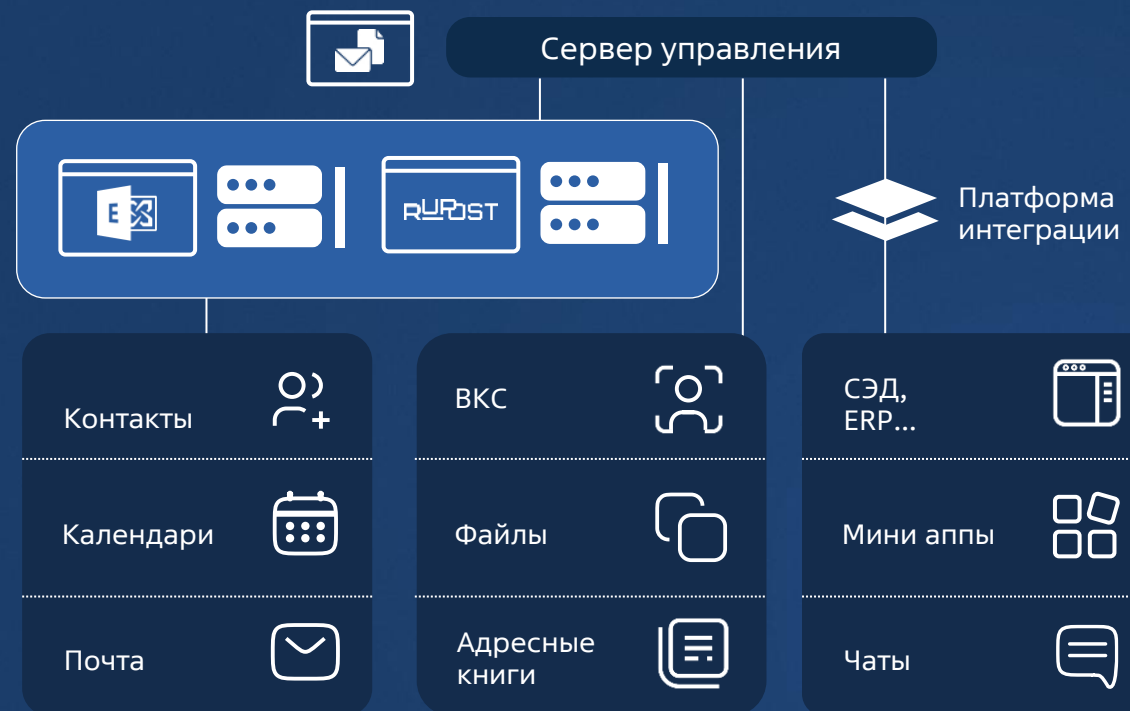 Сервер управления
E
RUPOST
Платформа
интеграции
Контакты
ВКС
СЭД,
ERP...
Календари
Файлы
Мини аппы
Почта
Адресные
книги
Чаты